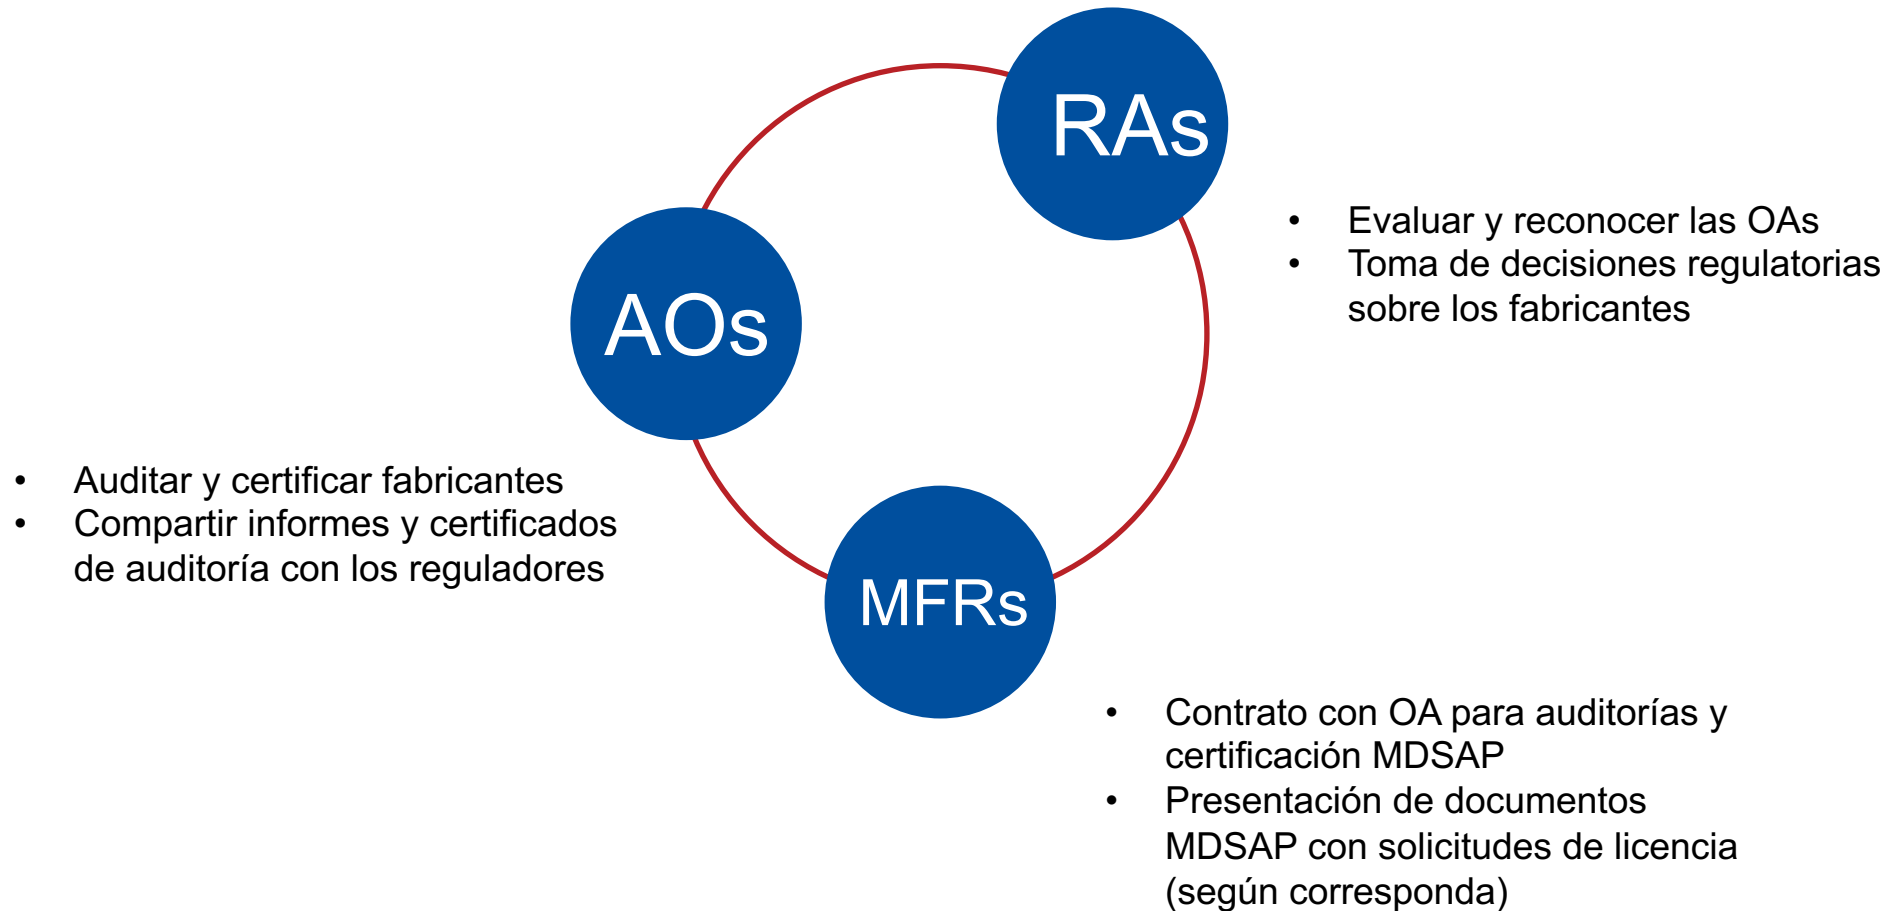 RAs
• Evaluar y reconocer las OAs
• Toma de decisiones regulatorias
sobre los fabricantes
AOs
• Auditar y certificar fabricantes
• Compartir informes y certificados
de auditoría con los reguladores
MFRs
• Contrato con OA para auditorías y
certificación MDSAP
• Presentación de documentos
MDSAP con solicitudes de licencia
(según corresponda)